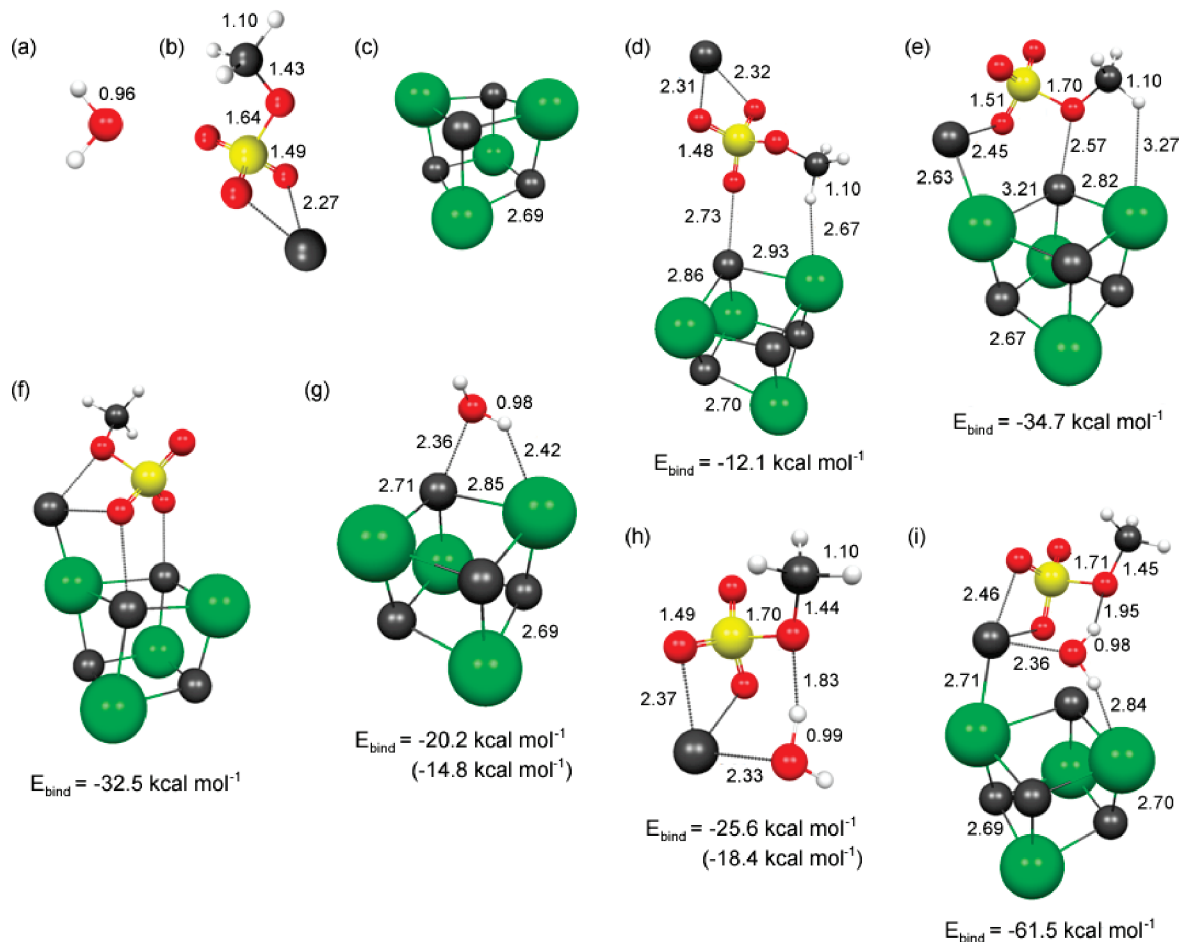 (a)
0.96
(b)
1.10
1.43
1.64
1.49
2.27
(c)
2.69
(d)
2.31
2.32
1.48
1.10
2.73
2.67
2.93
2.86
2.70
E_bind = -12.1 kcal mol⁻¹
(e)
1.70
1.10
1.51
2.45
2.57
3.27
2.63
3.21
2.82
2.67
E_bind = -34.7 kcal mol⁻¹
(f)
E_bind = -32.5 kcal mol⁻¹
(g)
0.98
2.36
2.42
2.71
2.85
2.69
E_bind = -20.2 kcal mol⁻¹
(-14.8 kcal mol⁻¹)
(h)
1.10
1.49
1.70
1.44
2.37
1.83
0.99
2.33
E_bind = -25.6 kcal mol⁻¹
(-18.4 kcal mol⁻¹)
(i)
1.71
1.45
2.46
1.95
0.98
2.36
2.71
2.84
2.70
2.69
E_bind = -61.5 kcal mol⁻¹